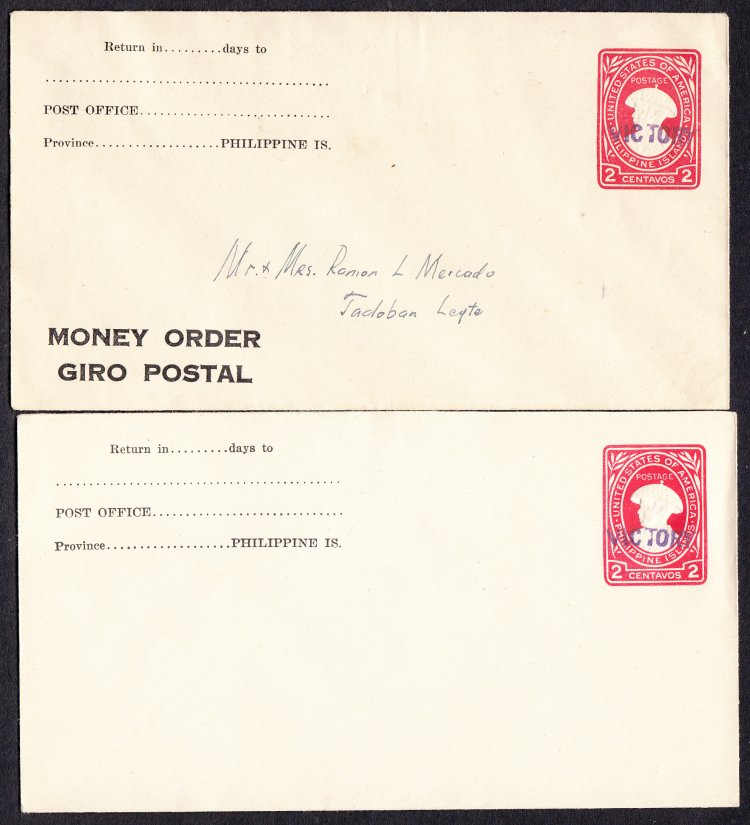 Return in.........days to
UNITED STATES OF AMERICA
POSTAGE
POST OFFICE.............................
VICTORY
Province...................PHILIPPINE IS.
PHILIPPINE ISLANDS
2 CENTAVOS 2
Mr. & Mrs. Ramon L Mercado
Tacloban Leyte
MONEY ORDER
GIRO POSTAL
Return in.........days to
UNITED STATES OF AMERICA
POSTAGE
POST OFFICE.............................
VICTOR
Province...................PHILIPPINE IS.
PHILIPPINE ISLANDS
2 CENTAVOS 2